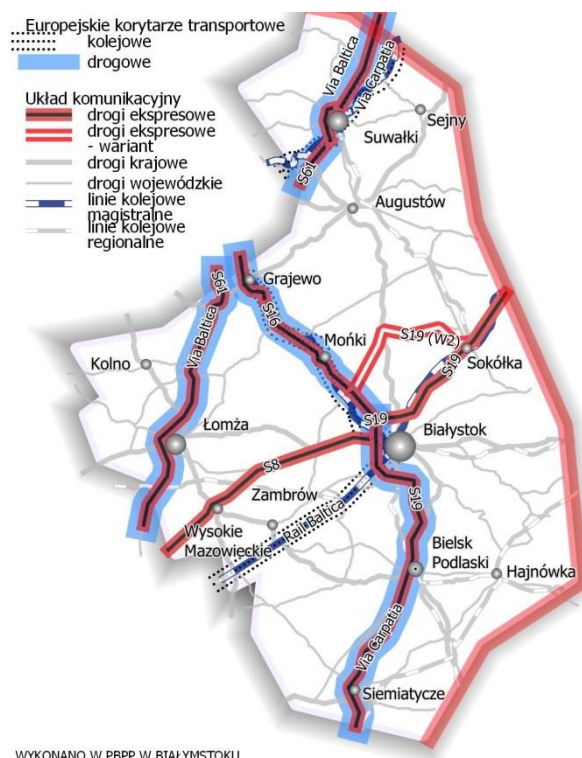 Europejskie korytarze transportowe
kolejowe
drogowe
Układ komunikacyjny
drogi ekspresowe
drogi ekspresowe
- wariant
drogi krajowe
drogi wojewódzkie
linie kolejowe
magistralne
linie kolejowe
regionalne
Via Baltica
Via Carpatia
Suwałki
Sejny
S61
Augustów
S61
Grajewo
S16
Via Baltica
Mońki
S19 (W2)
Sokółka
S19
Kolno
Łomża
S19
Białystok
S8
S19
Zambrów
Wysokie
Mazowieckie
Rail Baltica
Bielsk
Podlaski
Hajnówka
Via Carpatia
Siemiatycze
WYKONANO W PBPP W BIAŁYMSTOKU